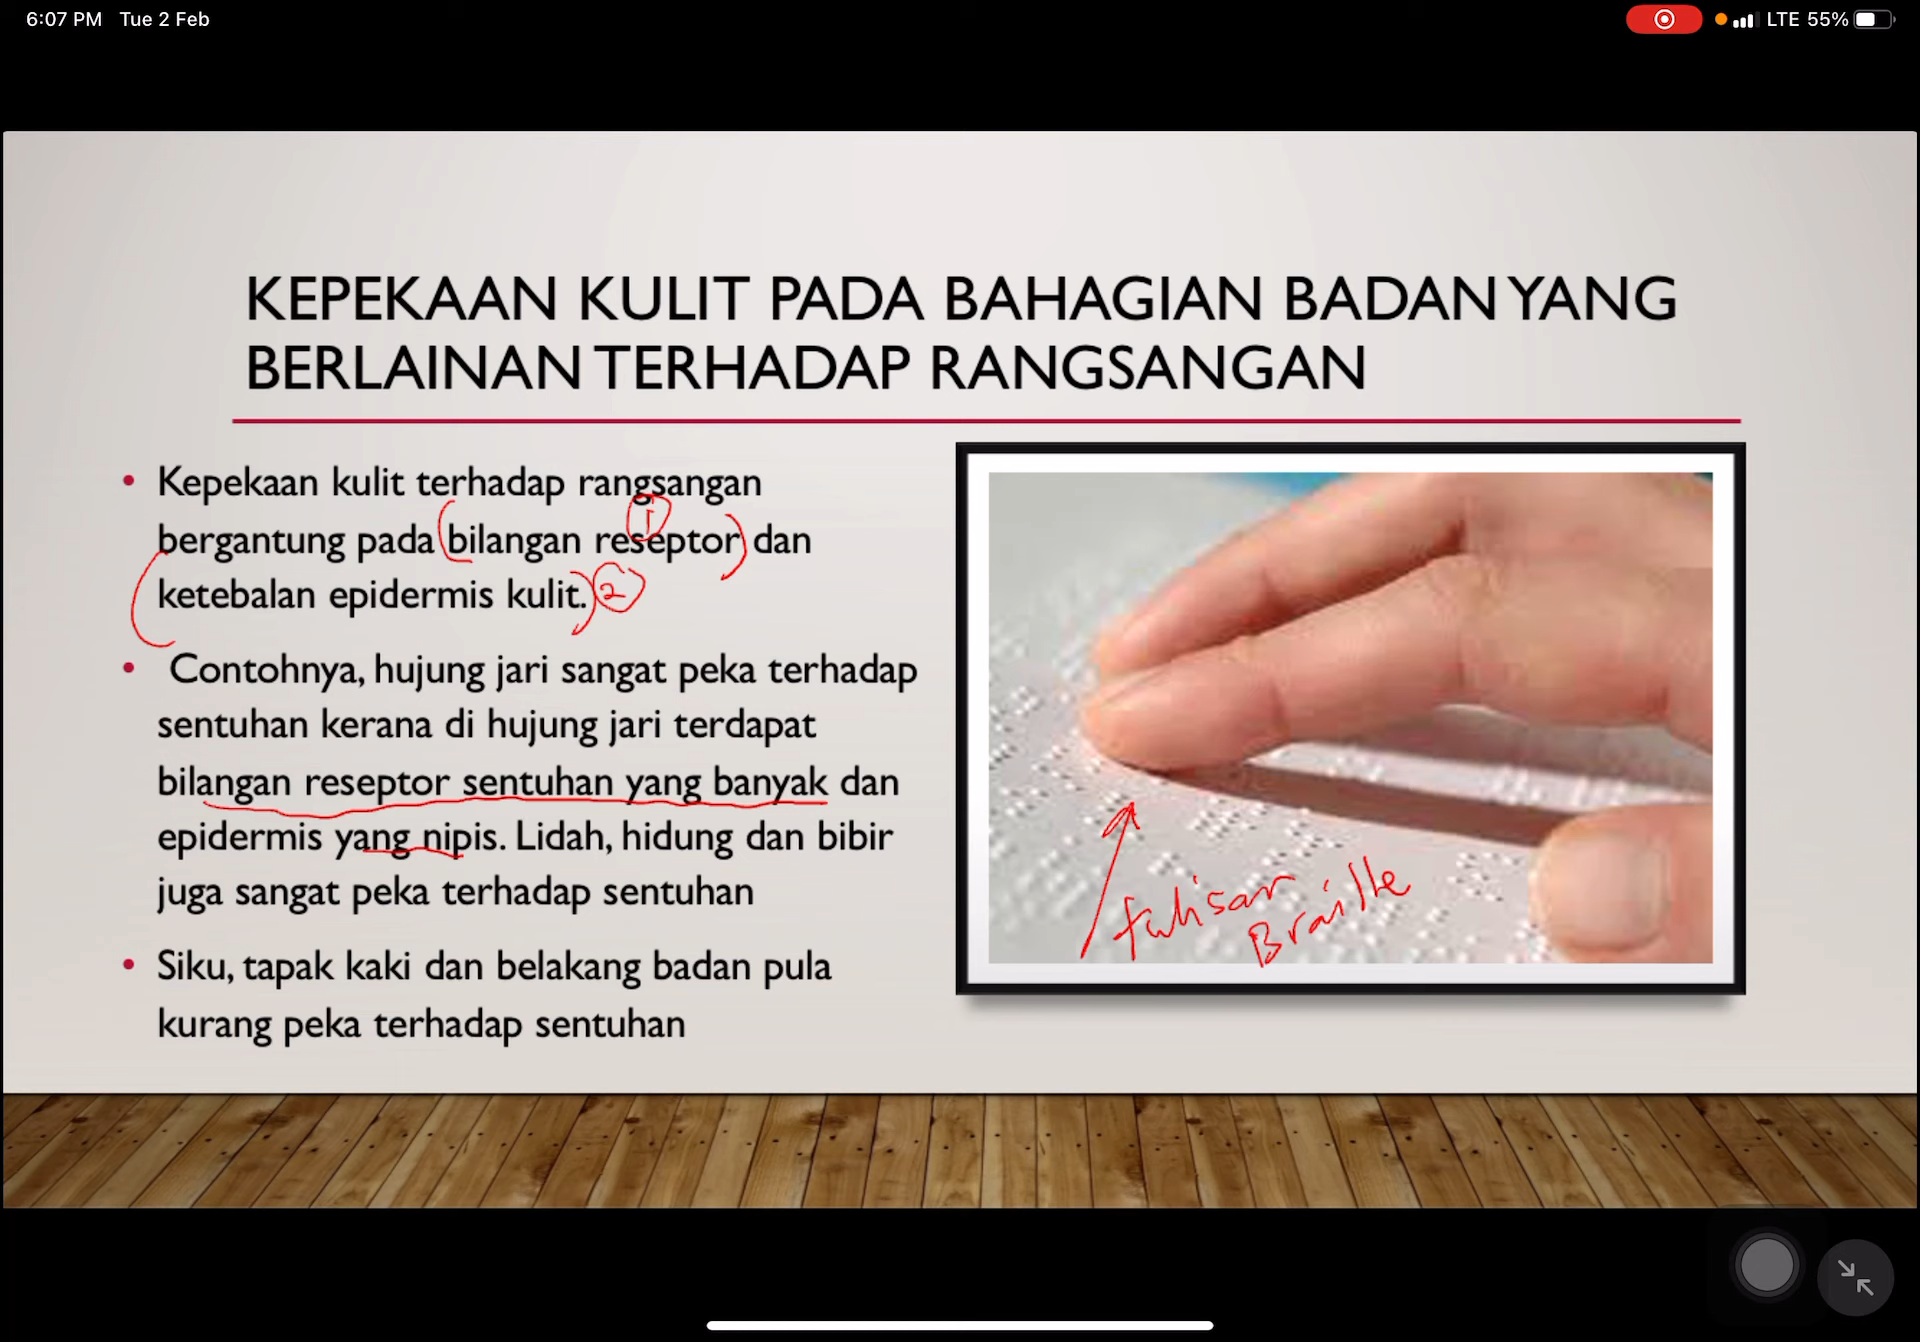 6:07 PM Tue 2 Feb
LTE 55%
KEPEKAAN KULIT PADA BAHAGIAN BADAN YANG
BERLAINAN TERHADAP RANGSANGAN
• Kepekaan kulit terhadap rangsangan
1
bergantung pada (bilangan reseptor) dan
(ketebalan epidermis kulit.) 2
• Contohnya, hujung jari sangat peka terhadap
sentuhan kerana di hujung jari terdapat
bilangan reseptor sentuhan yang banyak dan
epidermis yang nipis. Lidah, hidung dan bibir
juga sangat peka terhadap sentuhan
• Siku, tapak kaki dan belakang badan pula
kurang peka terhadap sentuhan
tulisan
Braille